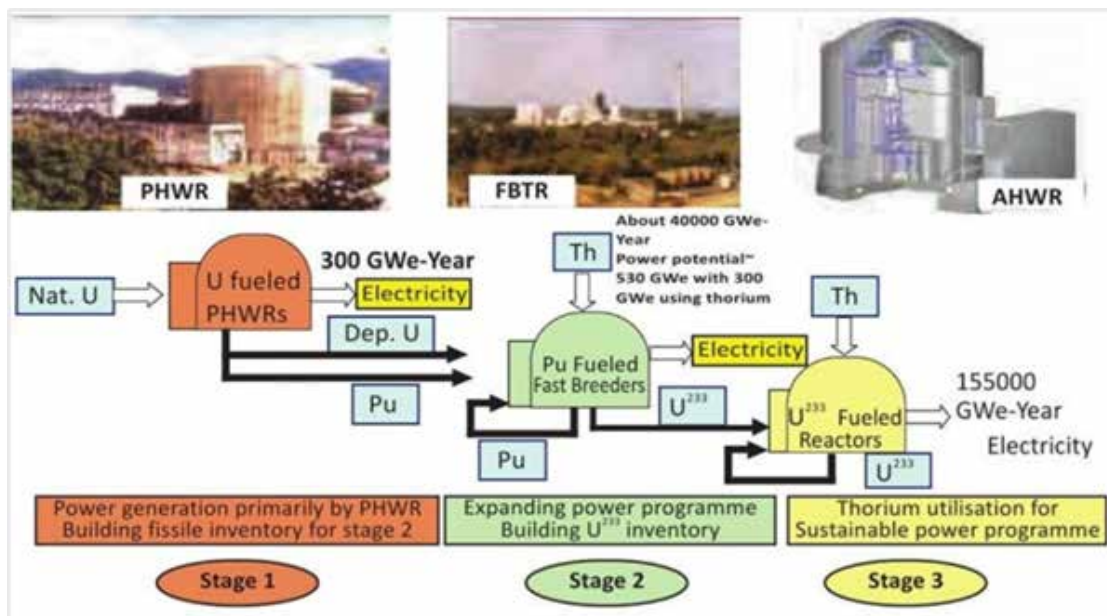 PHWR
FBTR
AHWR
Nat. U
U fueled
PHWRs
300 GWe-Year
Electricity
Dep. U
Pu
Th
About 40000 GWe-
Year
Power potential~
530 GWe with 300
GWe using thorium
Pu Fueled
Fast Breeders
Electricity
Pu
U²³³
Th
U²³³ Fueled
Reactors
155000
GWe-Year
Electricity
U²³³
Power generation primarily by PHWR
Building fissile inventory for stage 2
Expanding power programme
Building U²³³ inventory
Thorium utilisation for
Sustainable power programme
Stage 1
Stage 2
Stage 3